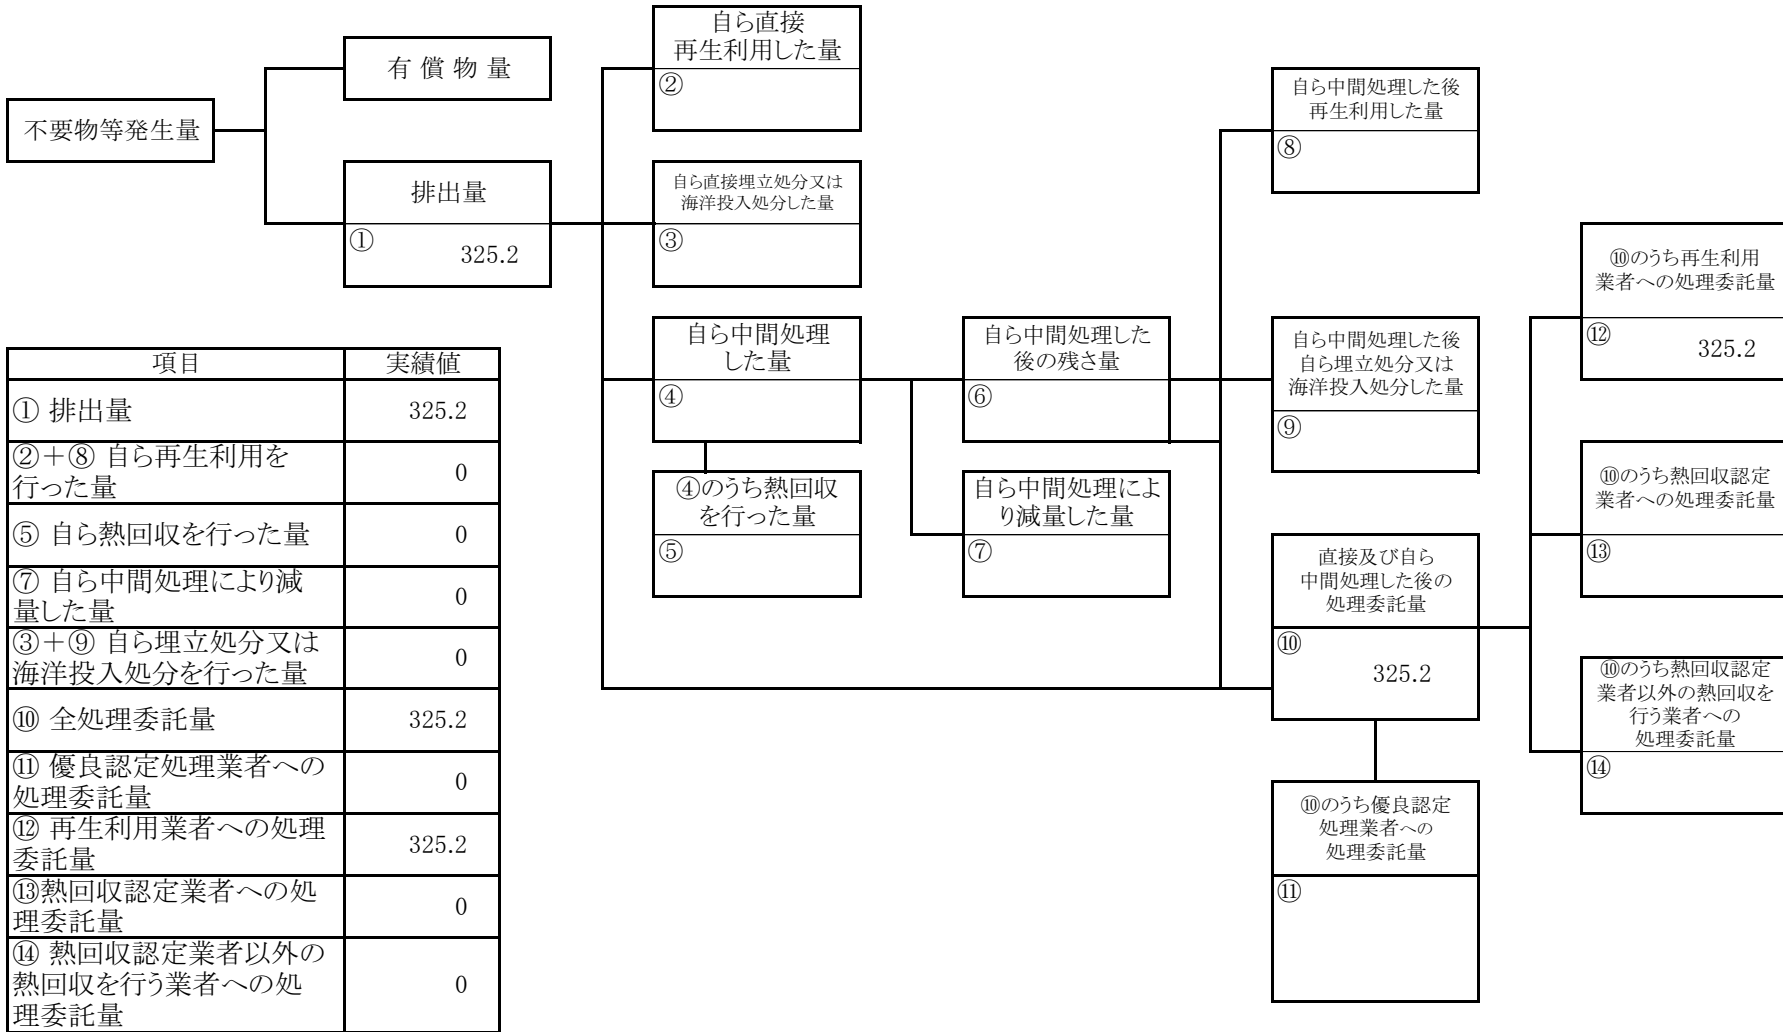 不要物等発生量
有 償 物 量
排出量
①
325.2
自ら直接
再生利用した量
②
自ら直接埋立処分又は
海洋投入処分した量
③
自ら中間処理
した量
④
④のうち熱回収
を行った量
⑤
自ら中間処理した
後の残さ量
⑥
自ら中間処理によ
り減量した量
⑦
自ら中間処理した後
再生利用した量
⑧
自ら中間処理した後
自ら埋立処分又は
海洋投入処分した量
⑨
直接及び自ら
中間処理した後の
処理委託量
⑩
325.2
⑩のうち優良認定
処理業者への
処理委託量
⑪
⑩のうち再生利用
業者への処理委託量
⑫
325.2
⑩のうち熱回収認定
業者への処理委託量
⑬
⑩のうち熱回収認定
業者以外の熱回収を
行う業者への
処理委託量
⑭
項目 実績値
① 排出量 325.2
②+⑧ 自ら再生利用を
行った量 0
⑤ 自ら熱回収を行った量 0
⑦ 自ら中間処理により減
量した量 0
③+⑨ 自ら埋立処分又は
海洋投入処分を行った量 0
⑩ 全処理委託量 325.2
⑪ 優良認定処理業者への
処理委託量 0
⑫ 再生利用業者への処理
委託量 325.2
⑬熱回収認定業者への処
理委託量 0
⑭ 熱回収認定業者以外の
熱回収を行う業者への処
理委託量 0